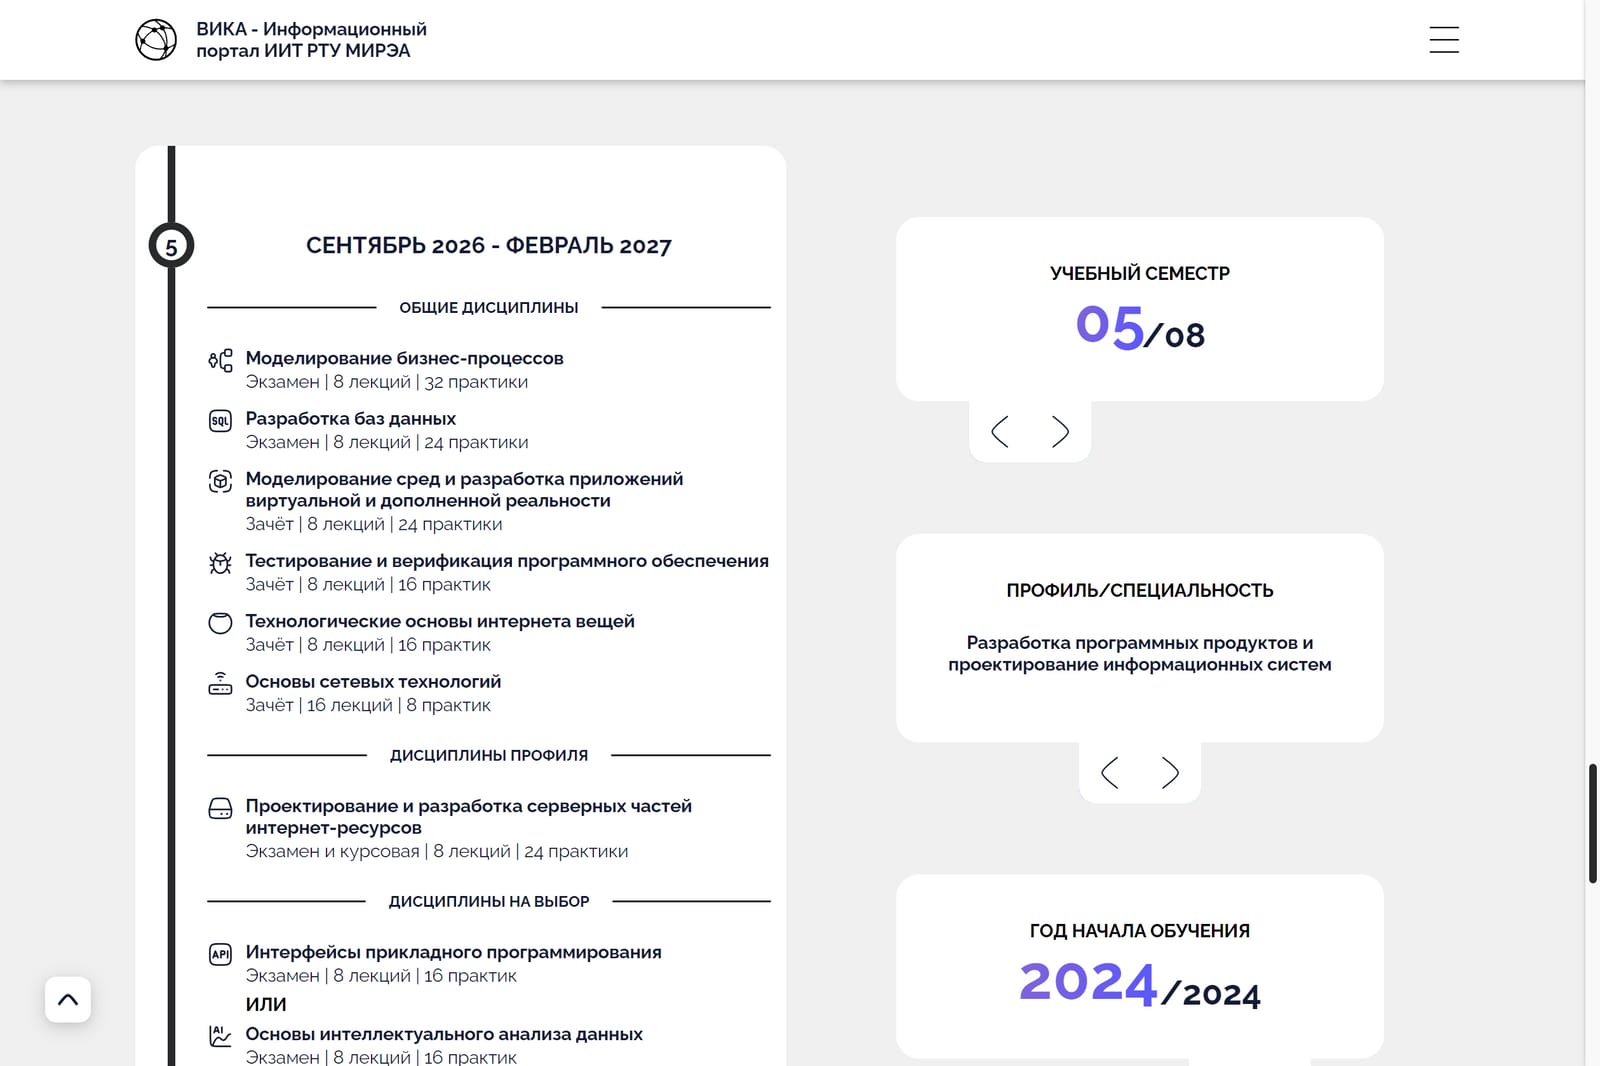 ВИКА - Информационный
портал ИИТ РТУ МИРЭА
5
СЕНТЯБРЬ 2026 - ФЕВРАЛЬ 2027
ОБЩИЕ ДИСЦИПЛИНЫ
Моделирование бизнес-процессов
Экзамен | 8 лекций | 32 практики
SQL
Разработка баз данных
Экзамен | 8 лекций | 24 практики
Моделирование сред и разработка приложений
виртуальной и дополненной реальности
Зачёт | 8 лекций | 24 практики
Тестирование и верификация программного обеспечения
Зачёт | 8 лекций | 16 практик
Технологические основы интернета вещей
Зачёт | 8 лекций | 16 практик
Основы сетевых технологий
Зачёт | 16 лекций | 8 практик
ДИСЦИПЛИНЫ ПРОФИЛЯ
Проектирование и разработка серверных частей
интернет-ресурсов
Экзамен и курсовая | 8 лекций | 24 практики
ДИСЦИПЛИНЫ НА ВЫБОР
API
Интерфейсы прикладного программирования
Экзамен | 8 лекций | 16 практик
ИЛИ
AI
Основы интеллектуального анализа данных
Экзамен | 8 лекций | 16 практик
УЧЕБНЫЙ СЕМЕСТР
05/08
ПРОФИЛЬ/СПЕЦИАЛЬНОСТЬ
Разработка программных продуктов и
проектирование информационных систем
ГОД НАЧАЛА ОБУЧЕНИЯ
2024/2024